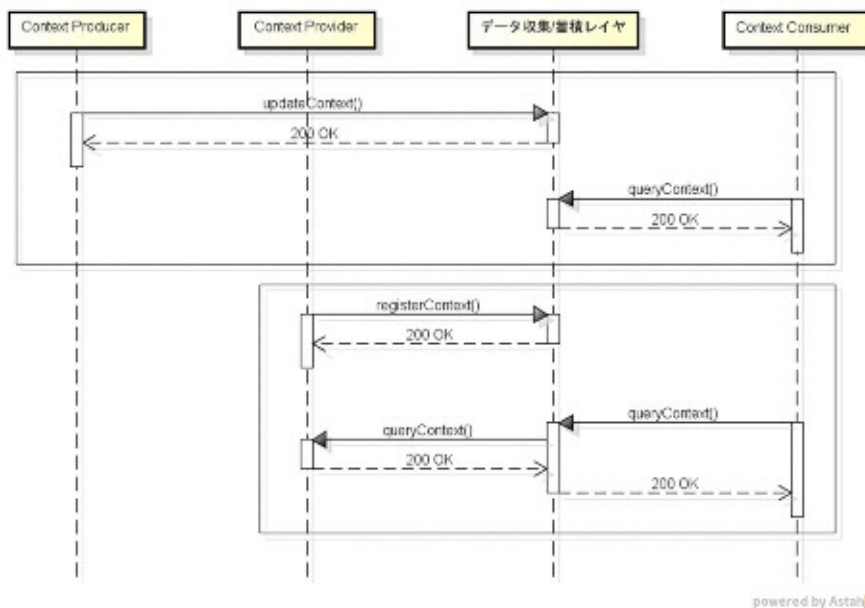 Context Producer
Context Provider
データ収集/蓄積レイヤ
Context Consumer
updateContext()
200 OK
queryContext()
200 OK
registerContext()
200 OK
queryContext()
queryContext()
200 OK
200 OK
powered by Astah